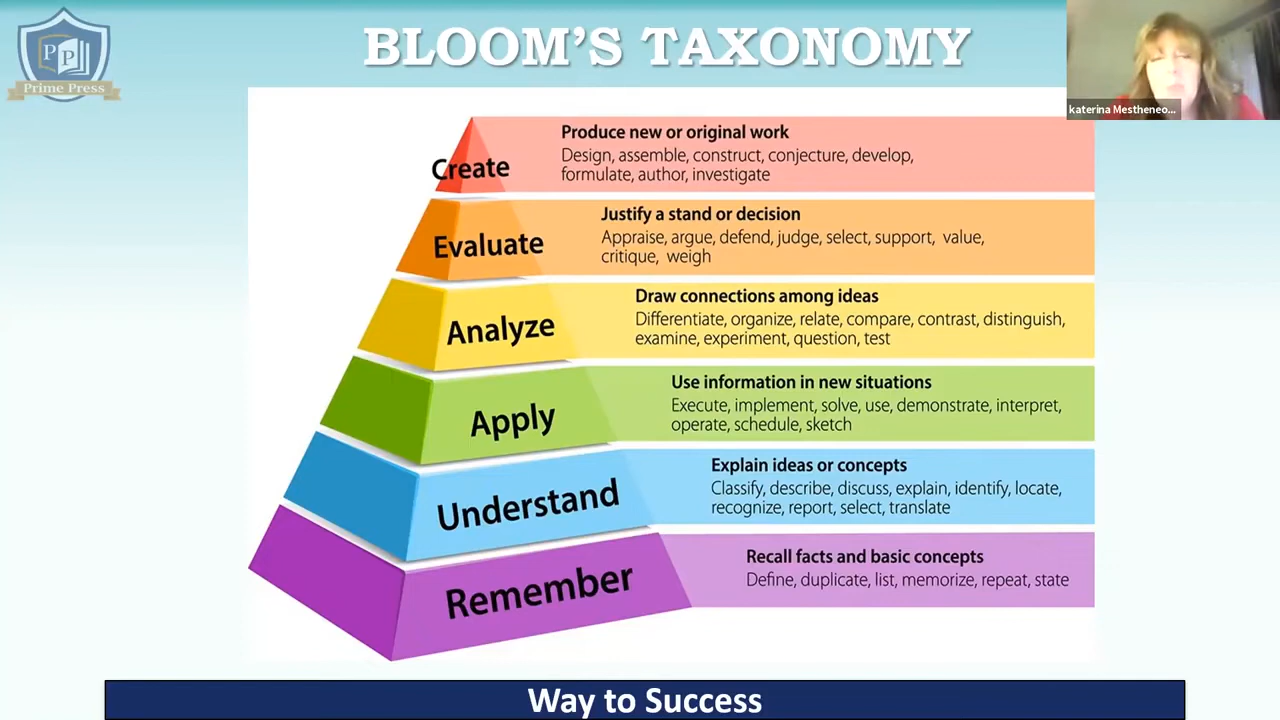 PP
Prime Press
BLOOM'S TAXONOMY
katerina Mestheneo...
Create
Produce new or original work
Design, assemble, construct, conjecture, develop,
formulate, author, investigate
Evaluate
Justify a stand or decision
Appraise, argue, defend, judge, select, support, value,
critique, weigh
Analyze
Draw connections among ideas
Differentiate, organize, relate, compare, contrast, distinguish,
examine, experiment, question, test
Apply
Use information in new situations
Execute, implement, solve, use, demonstrate, interpret,
operate, schedule, sketch
Understand
Explain ideas or concepts
Classify, describe, discuss, explain, identify, locate,
recognize, report, select, translate
Remember
Recall facts and basic concepts
Define, duplicate, list, memorize, repeat, state
Way to Success